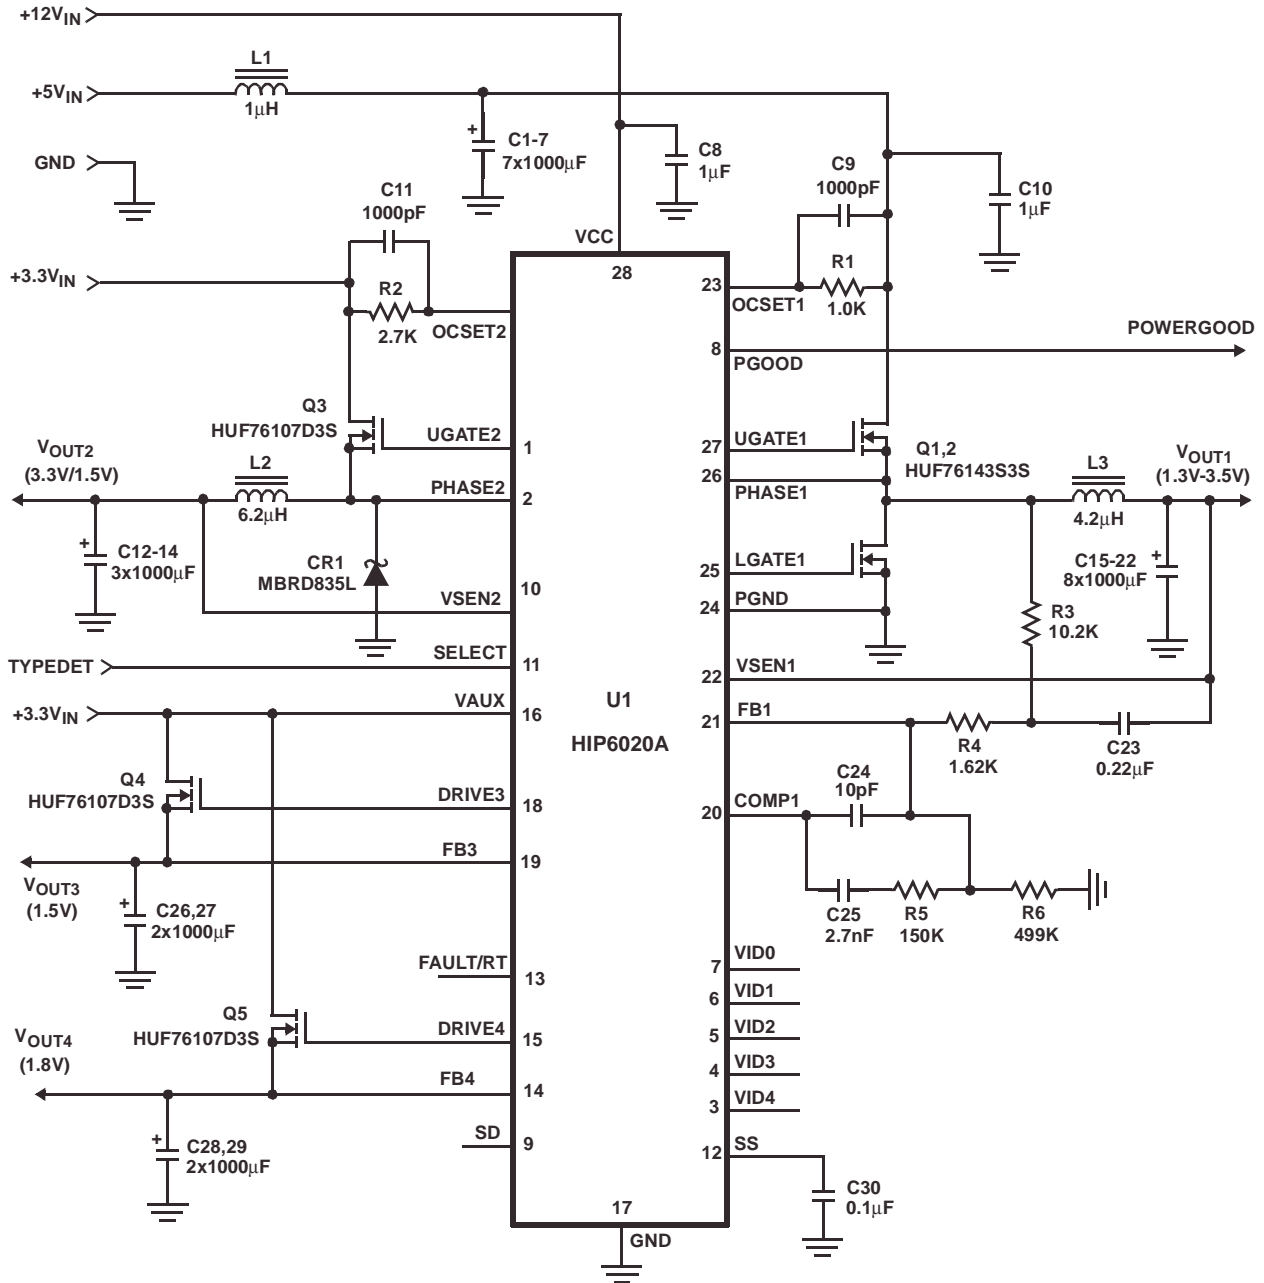 +12VIN
L1
+5VIN
1μH
+
C1-7
7x1000μF
GND
C8
1μF
C9
1000pF
C10
1μF
C11
1000pF
VCC
28
+3.3VIN
R2
2.7K
OCSET2
23
OCSET1
R1
1.0K
POWERGOOD
8
PGOOD
Q3
HUF76107D3S
UGATE2
1
27
UGATE1
Q1,2
HUF76143S3S
VOUT2
(3.3V/1.5V)
L2
6.2μH
PHASE2
2
26
PHASE1
L3
4.2μH
VOUT1
(1.3V-3.5V)
+
C12-14
3x1000μF
CR1
MBRD835L
10
VSEN2
25
LGATE1
24
PGND
+
C15-22
8x1000μF
R3
10.2K
TYPEDET
SELECT
11
22
VSEN1
+3.3VIN
VAUX
16
U1
HIP6020A
21
FB1
R4
1.62K
C23
0.22μF
Q4
HUF76107D3S
DRIVE3
18
C24
10pF
20
COMP1
FB3
19
VOUT3
(1.5V)
+
C26,27
2x1000μF
C25
2.7nF
R5
150K
R6
499K
FAULT/RT
13
7
VID0
6
VID1
Q5
HUF76107D3S
DRIVE4
15
5
VID2
VOUT4
(1.8V)
4
VID3
FB4
14
3
VID4
SD
9
+
C28,29
2x1000μF
12
SS
C30
0.1μF
17
GND